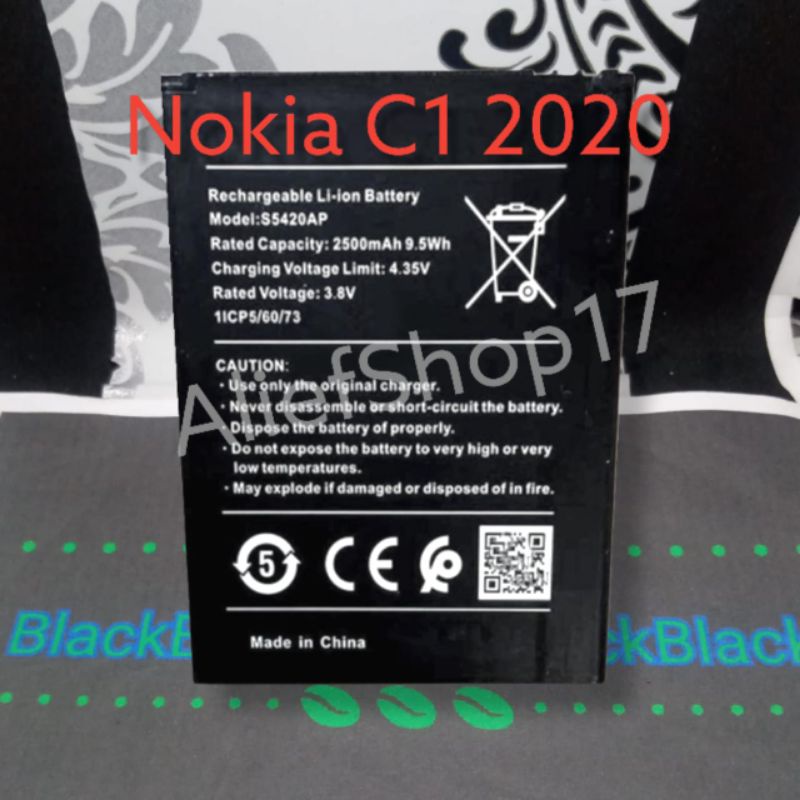 Nokia C1 2020
Rechargeable Li-ion Battery
Model:S5420AP
Rated Capacity: 2500mAh 9.5Wh
Charging Voltage Limit: 4.35V
Rated Voltage: 3.8V
1ICP5/60/73
AliefShop17
CAUTION:
· Use only the original charger.
· Never disassemble or short-circuit the battery.
· Dispose the battery of properly.
· Do not expose the battery to very high or very
low temperatures.
· May explode if damaged or disposed of in fire.
5 CE
Made in China
BlackB
ckBlack